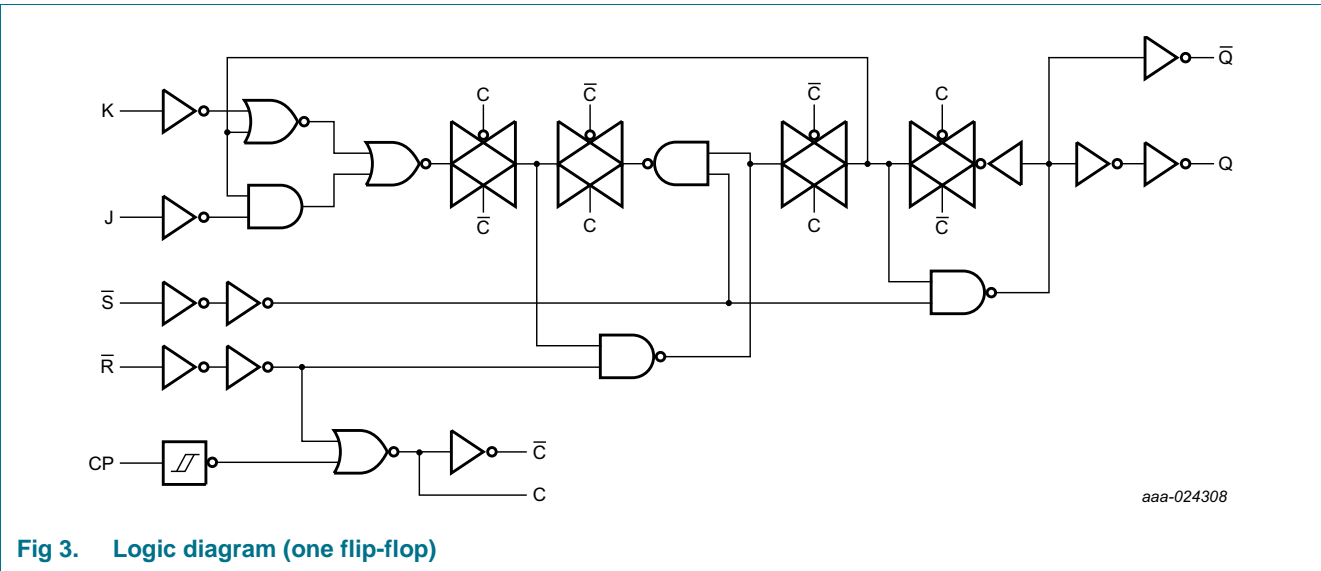 Q̅
K
C
C̅
C̅
C
Q
J
C̅
C
C
C̅
S̅
R̅
CP
C̅
C
aaa-024308
Fig 3. Logic diagram (one flip-flop)